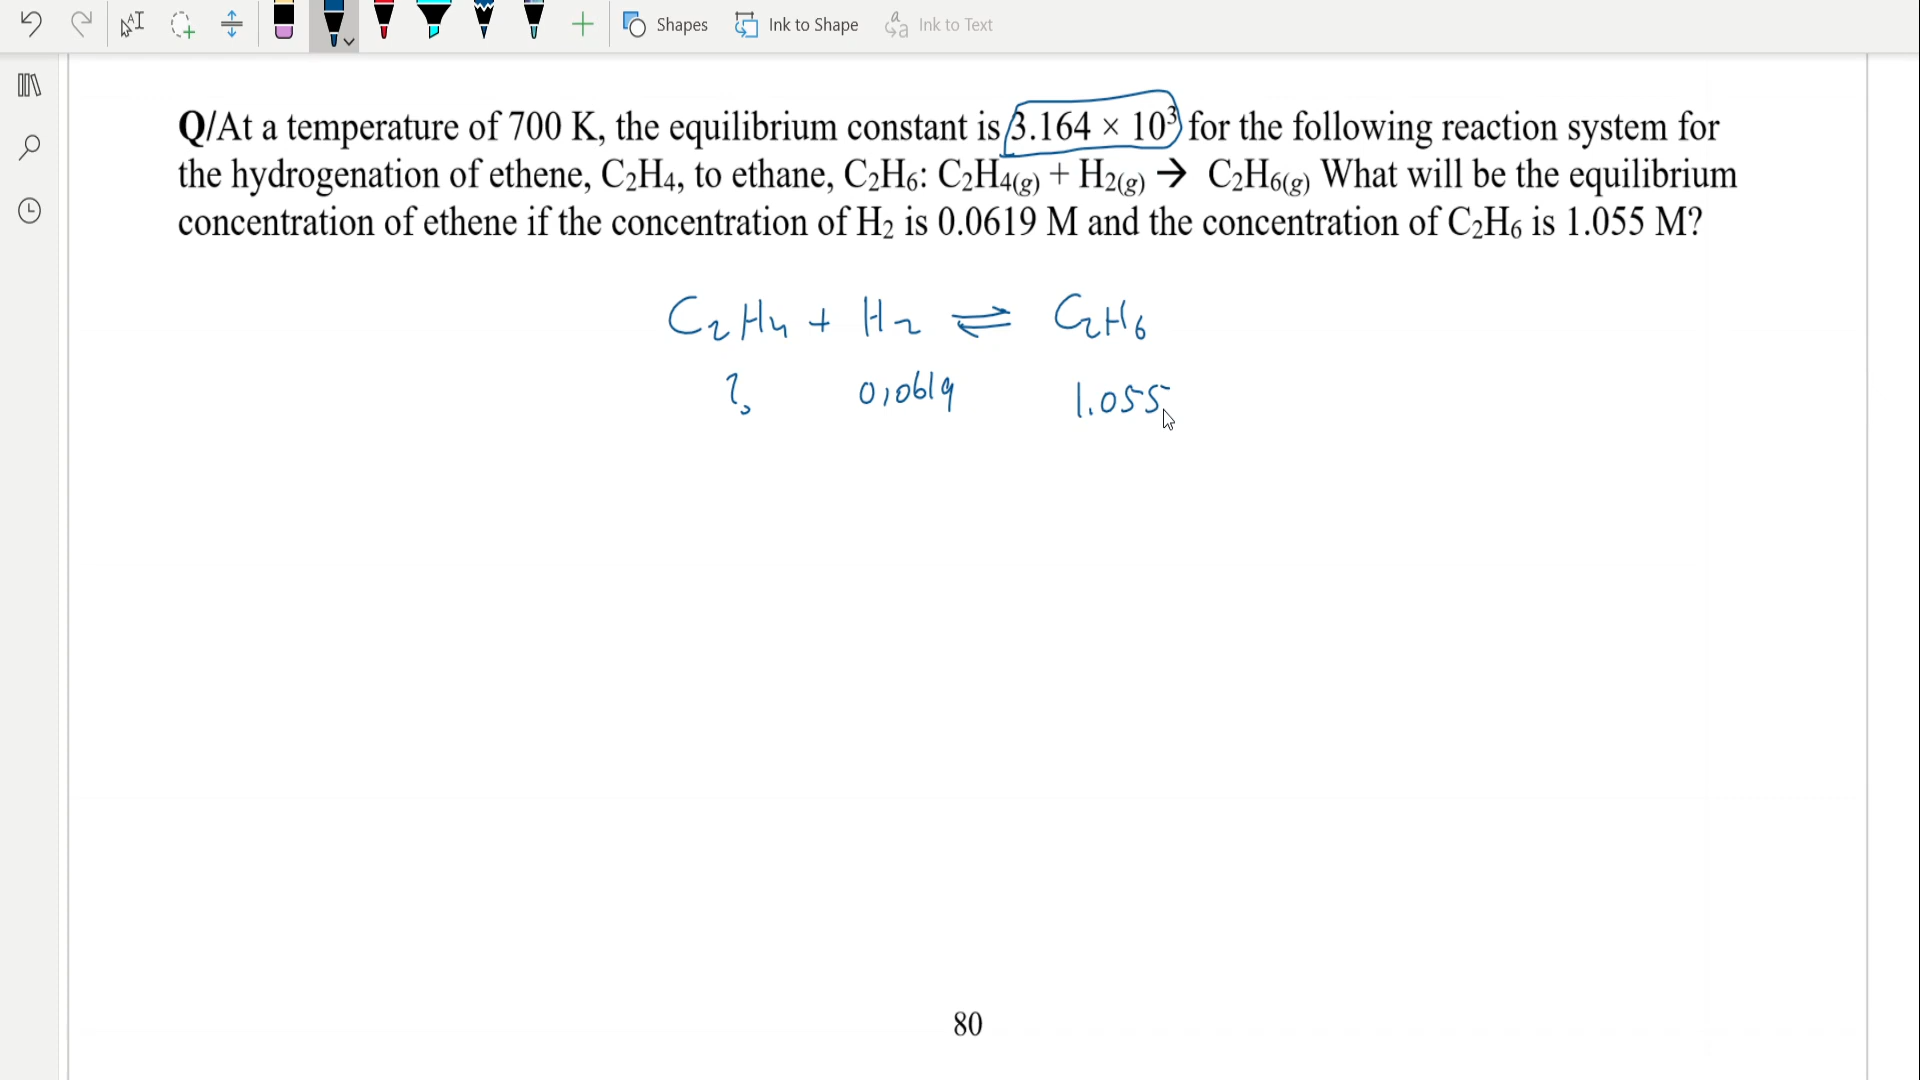 Shapes Ink to Shape Ink to Text
Q/At a temperature of 700 K, the equilibrium constant is 3.164 × 10³ for the following reaction system for
the hydrogenation of ethene, C₂H₄, to ethane, C₂H₆: C₂H₄(g) + H₂(g) → C₂H₆(g) What will be the equilibrium
concentration of ethene if the concentration of H₂ is 0.0619 M and the concentration of C₂H₆ is 1.055 M?
C₂H₄ + H₂ ⇌ C₂H₆
? 0,0619 1.055
80